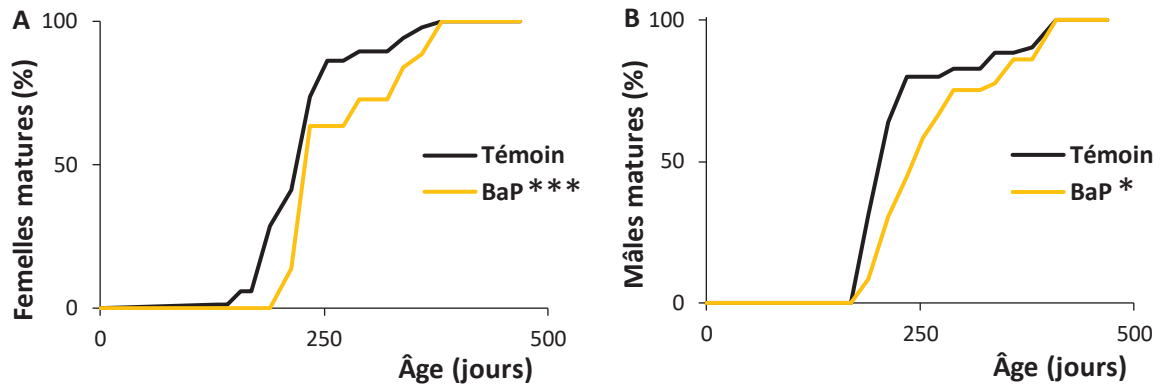 A
Femelles matures (%)
100
50
0
0
250
500
Âge (jours)
Témoin
BaP ***
B
Mâles matures (%)
100
50
0
0
250
500
Âge (jours)
Témoin
BaP *